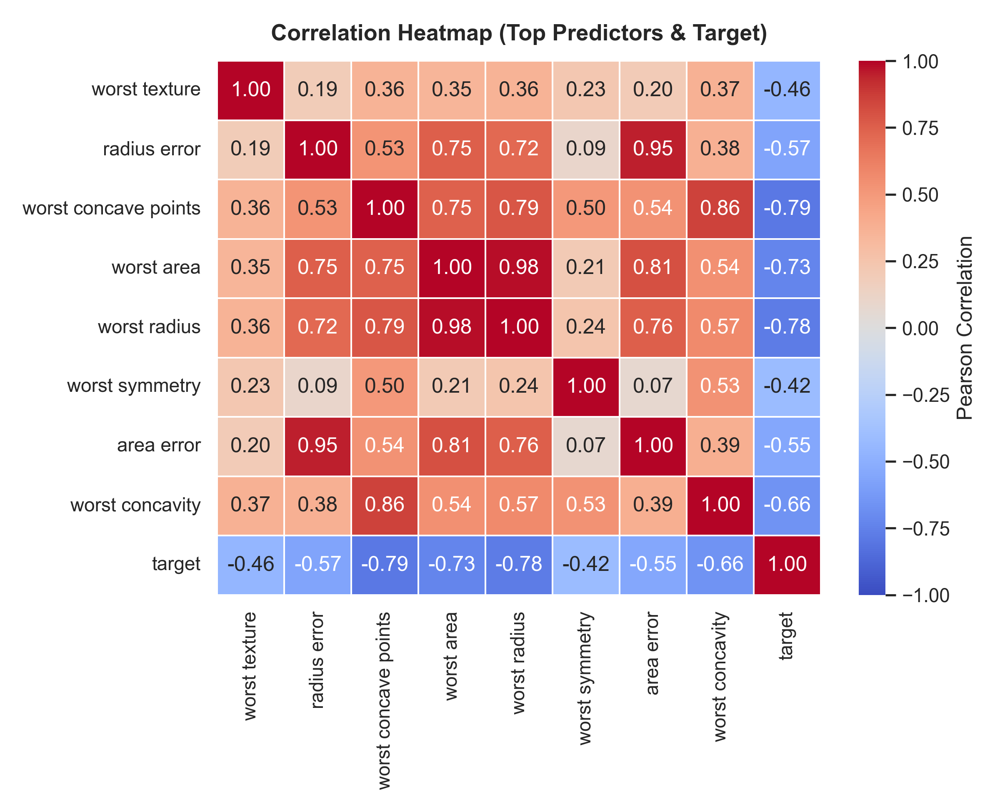 Correlation Heatmap (Top Predictors & Target)
worst texture 1.00 0.19 0.36 0.35 0.36 0.23 0.20 0.37 -0.46
radius error 0.19 1.00 0.53 0.75 0.72 0.09 0.95 0.38 -0.57
worst concave points 0.36 0.53 1.00 0.75 0.79 0.50 0.54 0.86 -0.79
worst area 0.35 0.75 0.75 1.00 0.98 0.21 0.81 0.54 -0.73
worst radius 0.36 0.72 0.79 0.98 1.00 0.24 0.76 0.57 -0.78
worst symmetry 0.23 0.09 0.50 0.21 0.24 1.00 0.07 0.53 -0.42
area error 0.20 0.95 0.54 0.81 0.76 0.07 1.00 0.39 -0.55
worst concavity 0.37 0.38 0.86 0.54 0.57 0.53 0.39 1.00 -0.66
target -0.46 -0.57 -0.79 -0.73 -0.78 -0.42 -0.55 -0.66 1.00
worst texture
radius error
worst concave points
worst area
worst radius
worst symmetry
area error
worst concavity
target
1.00
0.75
0.50
0.25
0.00
−0.25
−0.50
−0.75
−1.00
Pearson Correlation